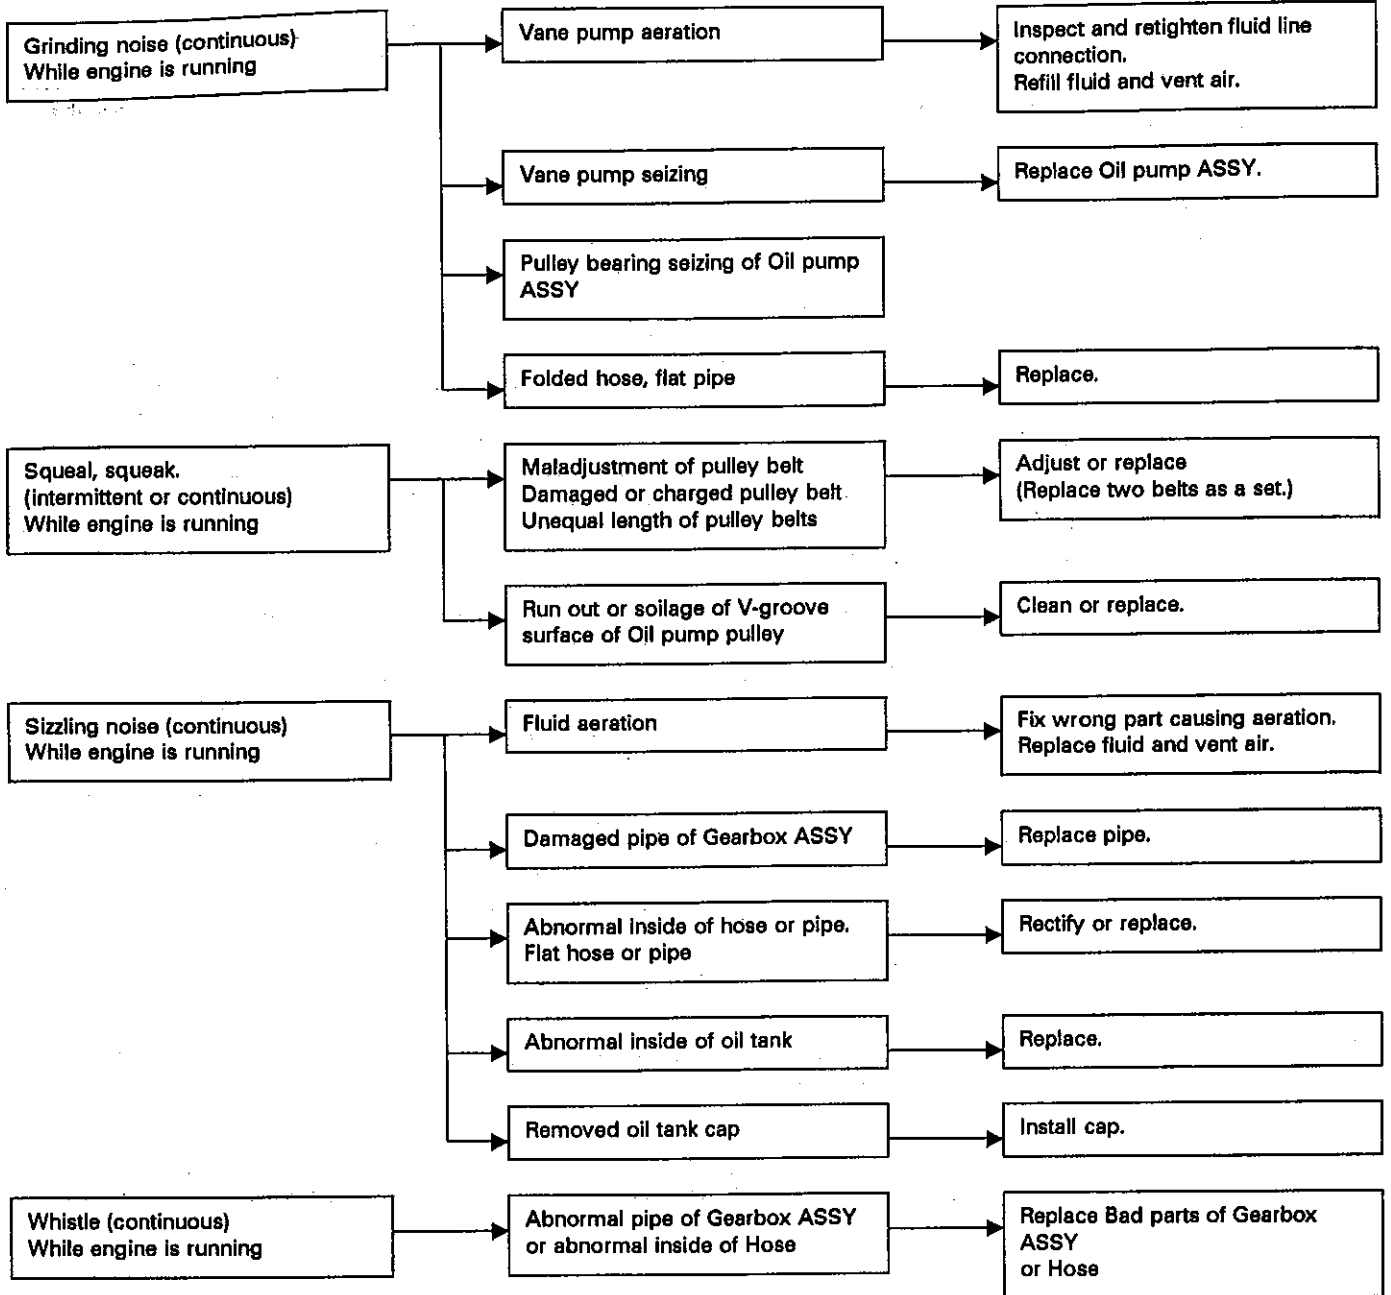 Grinding noise (continuous)
While engine is running
Vane pump aeration
Inspect and retighten fluid line
connection.
Refill fluid and vent air.
Vane pump seizing
Replace Oil pump ASSY.
Pulley bearing seizing of Oil pump
ASSY
Folded hose, flat pipe
Replace.
Squeal, squeak.
(intermittent or continuous)
While engine is running
Maladjustment of pulley belt
Damaged or charged pulley belt
Unequal length of pulley belts
Adjust or replace
(Replace two belts as a set.)
Run out or soilage of V-groove
surface of Oil pump pulley
Clean or replace.
Sizzling noise (continuous)
While engine is running
Fluid aeration
Fix wrong part causing aeration.
Replace fluid and vent air.
Damaged pipe of Gearbox ASSY
Replace pipe.
Abnormal inside of hose or pipe.
Flat hose or pipe
Rectify or replace.
Abnormal inside of oil tank
Replace.
Removed oil tank cap
Install cap.
Whistle (continuous)
While engine is running
Abnormal pipe of Gearbox ASSY
or abnormal inside of Hose
Replace Bad parts of Gearbox
ASSY
or Hose